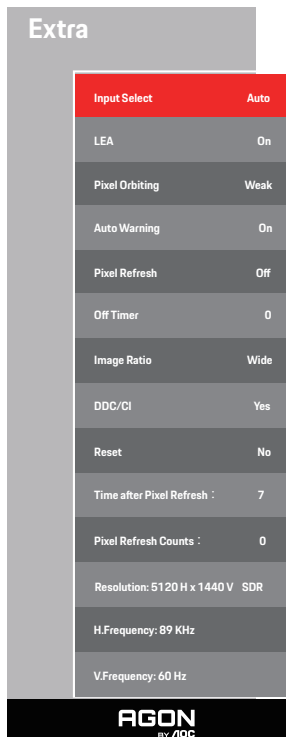 Extra
Input Select Auto
LEA On
Pixel Orbiting Weak
Auto Warning On
Pixel Refresh Off
Off Timer 0
Image Ratio Wide
DDC/CI Yes
Reset No
Time after Pixel Refresh : 7
Pixel Refresh Counts : 0
Resolution: 5120 H x 1440 V SDR
H.Frequency: 89 KHz
V.Frequency: 60 Hz
AGON
BY AOC